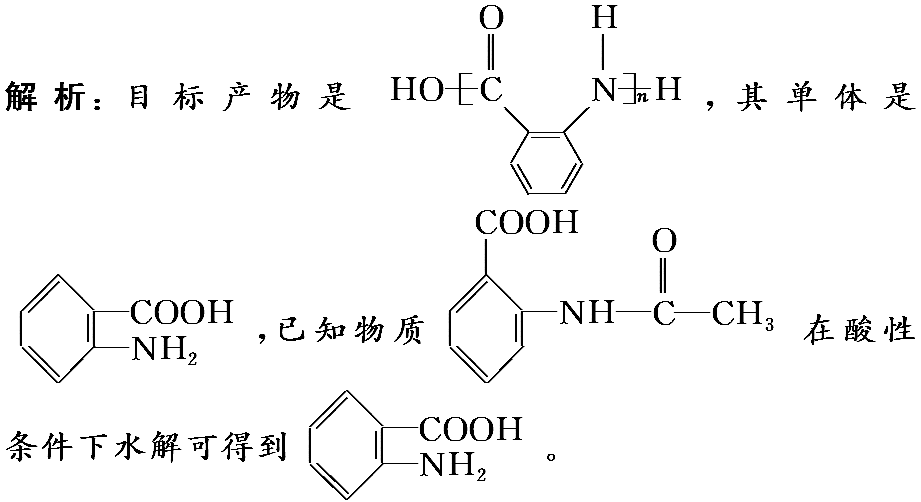 解析：目标产物是 HO[C(=O) N(H)]nH ，其单体是
COOH NH₂ ，已知物质 COOH NH C(=O) CH₃ 在酸性
条件下水解可得到 COOH NH₂ 。